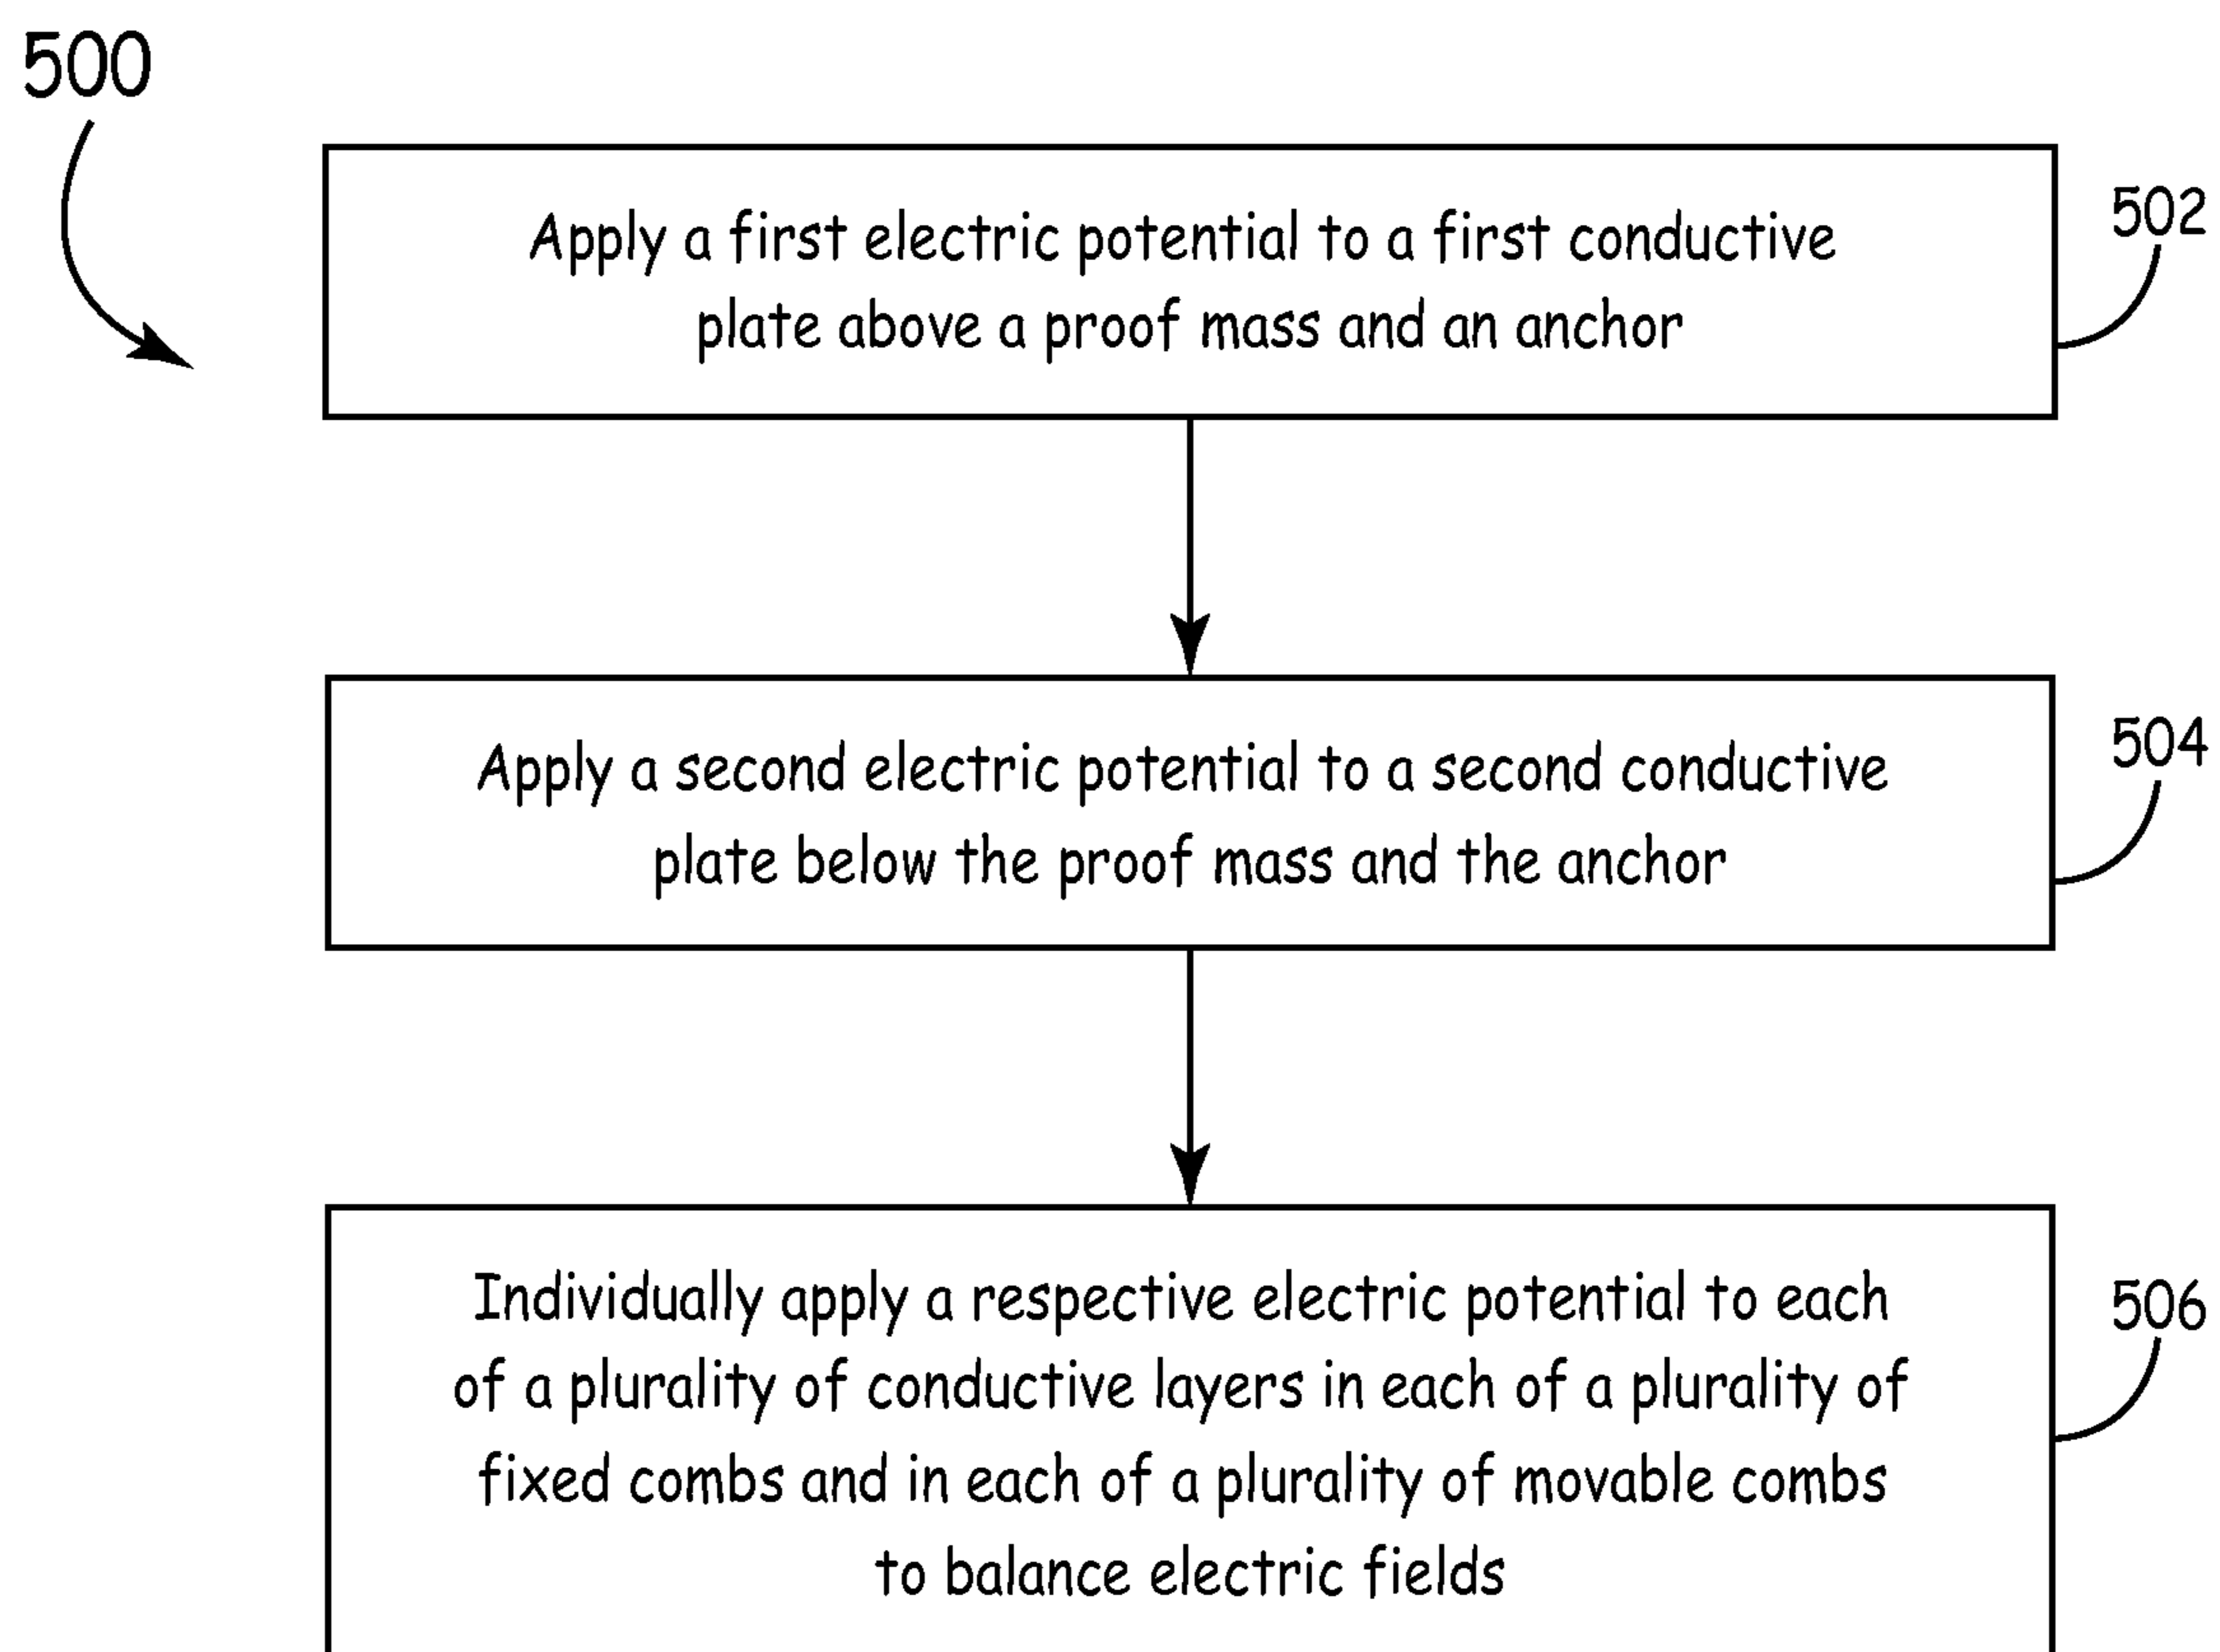 500
Apply a first electric potential to a first conductive
plate above a proof mass and an anchor
502
Apply a second electric potential to a second conductive
plate below the proof mass and the anchor
504
Individually apply a respective electric potential to each
of a plurality of conductive layers in each of a plurality of
fixed combs and in each of a plurality of movable combs
to balance electric fields
506